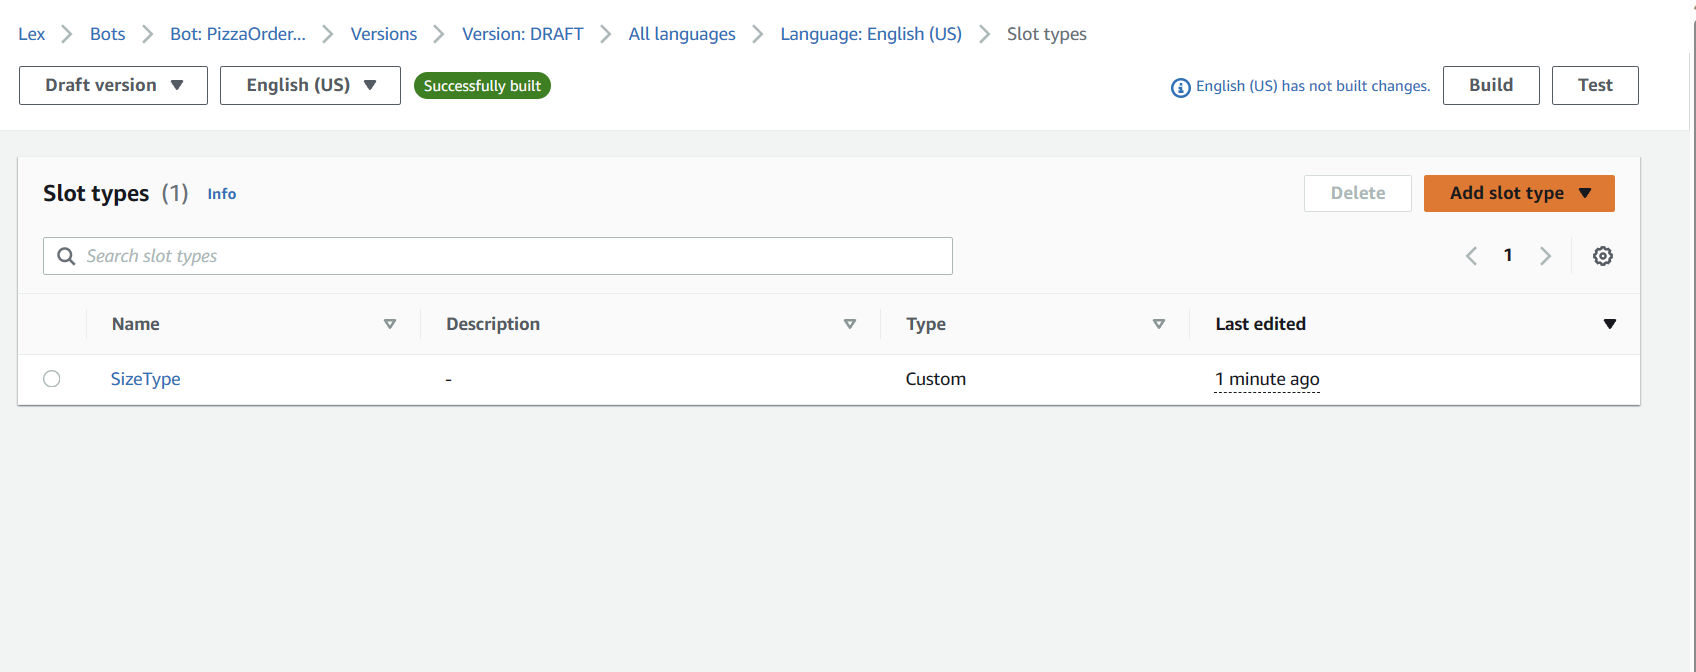 Lex Bots Bot: PizzaOrder... Versions Version: DRAFT All languages Language: English (US) Slot types
Draft version English (US) Successfully built English (US) has not built changes. Build Test
Slot types (1) Info Delete Add slot type
Search slot types 1
Name Description Type Last edited
SizeType - Custom 1 minute ago